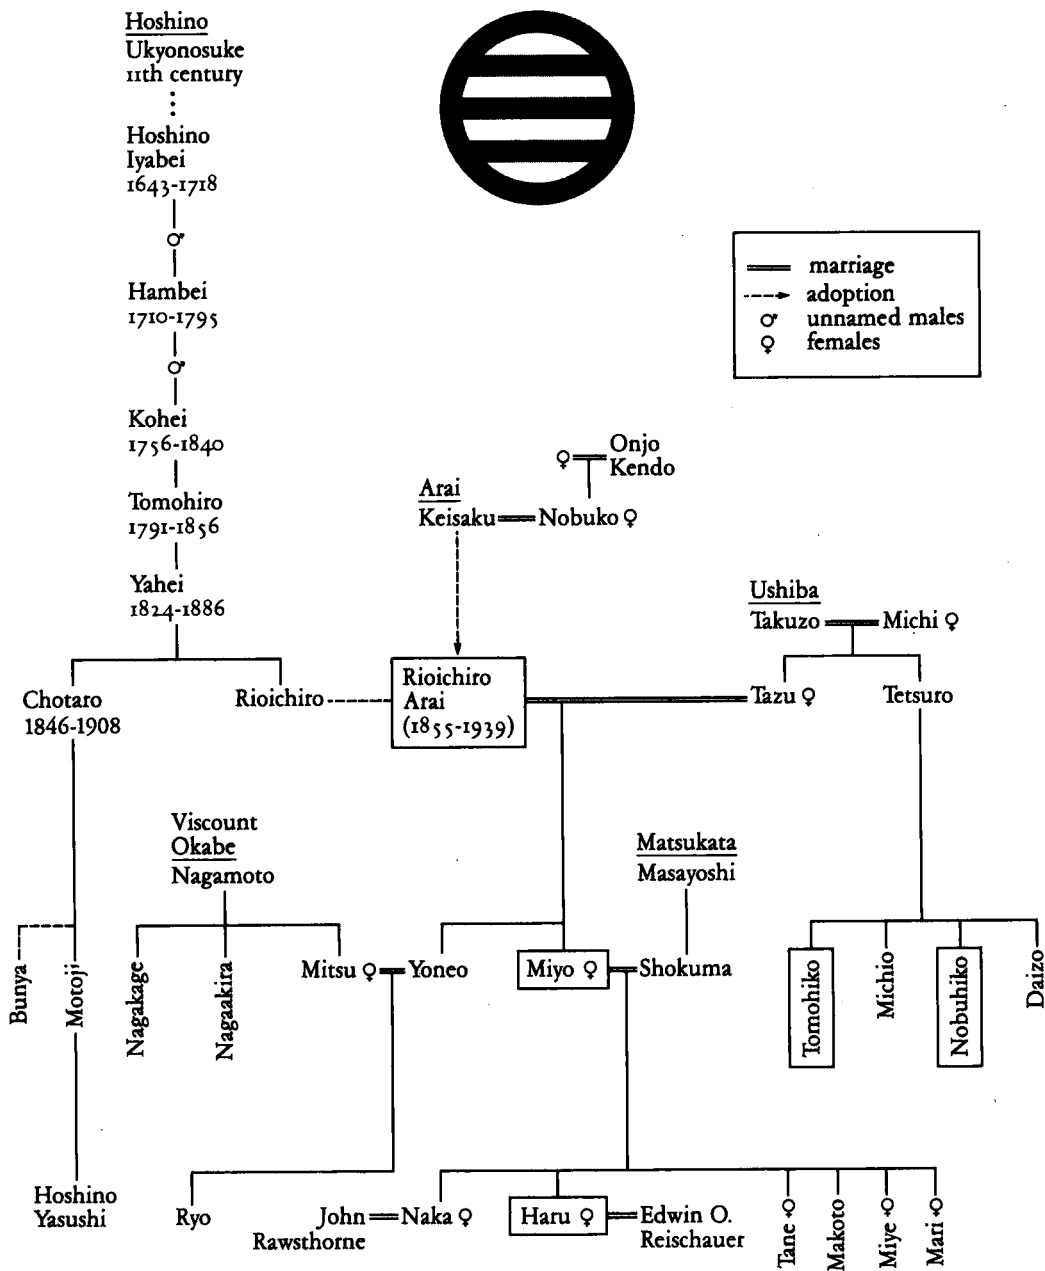 Hoshino
Ukyonosuke
11th century
Hoshino
Iyabei
1643-1718
♂
Hambei
1710-1795
♂
Kohei
1756-1840
Tomohiro
1791-1856
Yahei
1824-1886
marriage
adoption
♂ unnamed males
♀ females
♀ Onjo
Kendo
Arai
Keisaku Nobuko ♀
Ushiba
Takuzo Michi ♀
Chotaro
1846-1908
Rioichiro
Rioichiro
Arai
(1855-1939)
Tazu ♀
Tetsuro
Viscount
Okabe
Nagamoto
Matsukata
Masayoshi
Bunya
Motoji
Nagakage
Nagaakira
Mitsu ♀ Yoneo
Miyo ♀ Shokuma
Tomohiko
Michio
Nobuhiko
Daizo
Hoshino
Yasushi
Ryo
John Naka ♀
Rawsthorne
Haru ♀ Edwin O.
Reischauer
Tane ♀
Makoto
Miye ♀
Mari ♀